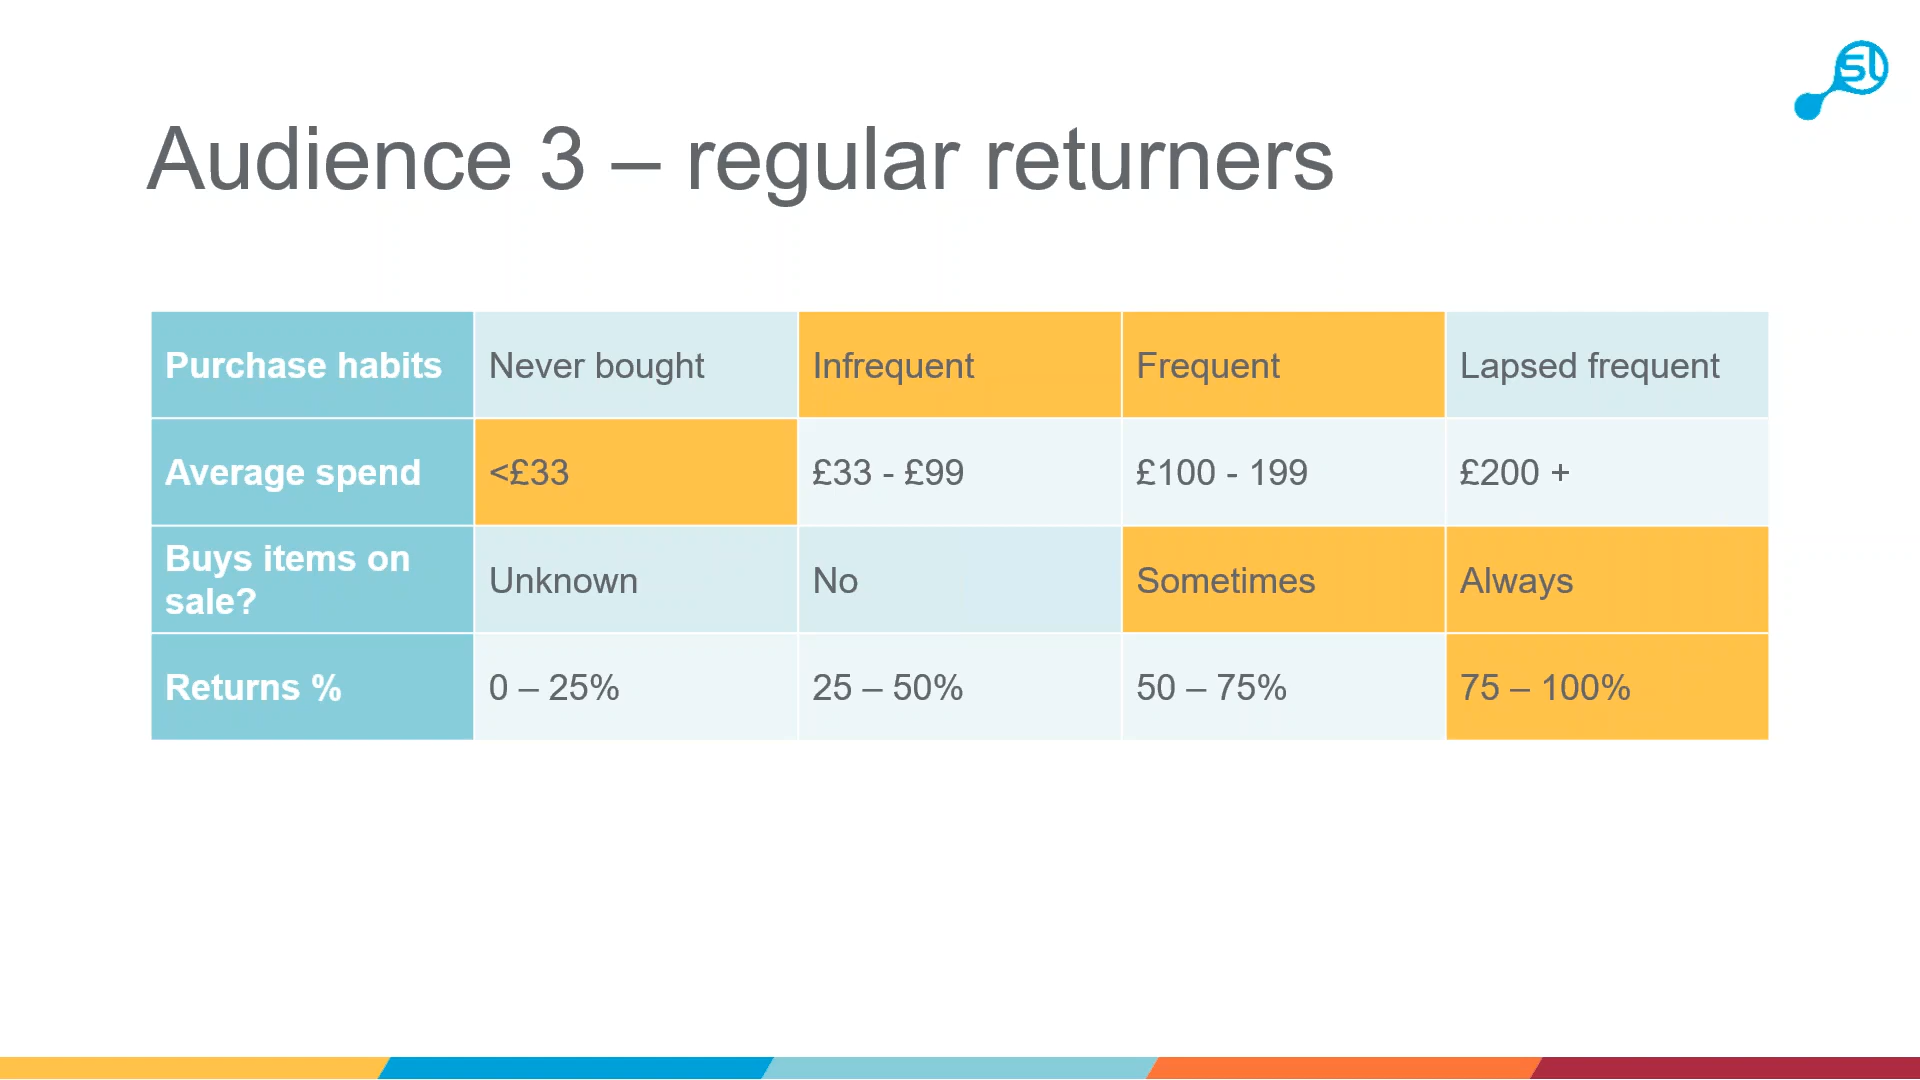 SL
Audience 3 – regular returners
Purchase habits Never bought Infrequent Frequent Lapsed frequent
Average spend <£33 £33 - £99 £100 - 199 £200 +
Buys items on
sale? Unknown No Sometimes Always
Returns % 0 – 25% 25 – 50% 50 – 75% 75 – 100%